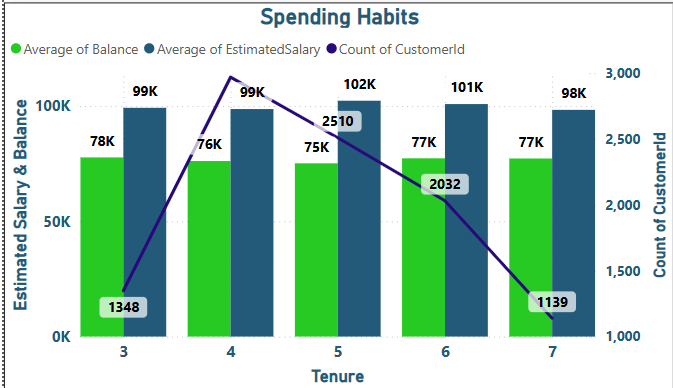 Spending Habits
Average of Balance Average of EstimatedSalary Count of CustomerId
Estimated Salary & Balance
100K
50K
0K
78K 99K 76K 99K 75K 102K 77K 101K 77K 98K
1348 2510 2032 1139
3,000
2,500
2,000
1,500
1,000
Count of CustomerId
3 4 5 6 7
Tenure